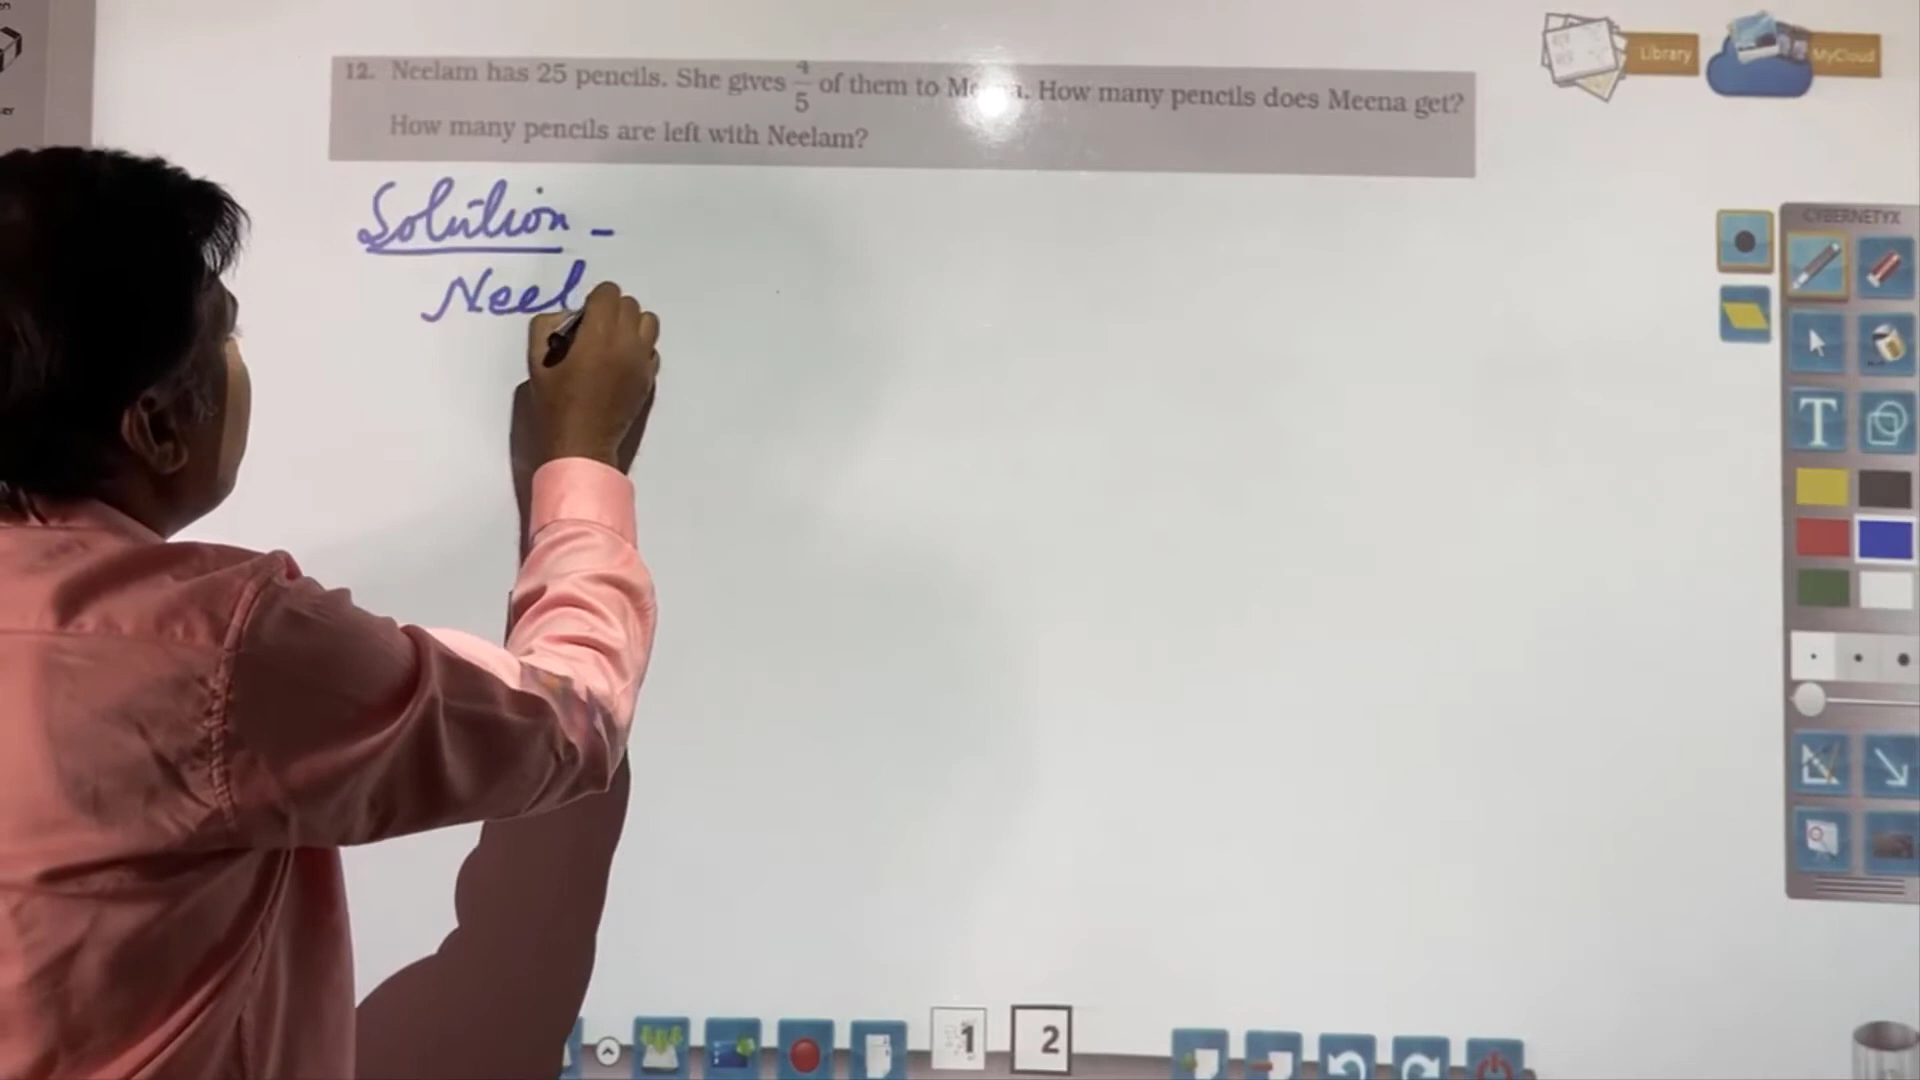 12. Neelam has 25 pencils. She gives 4/5 of them to. How many pencils does Meena get?
How many pencils are left with Neelam?
Solution -
Neel
Library
MyCloud
CYBERNETYX
T
1
2